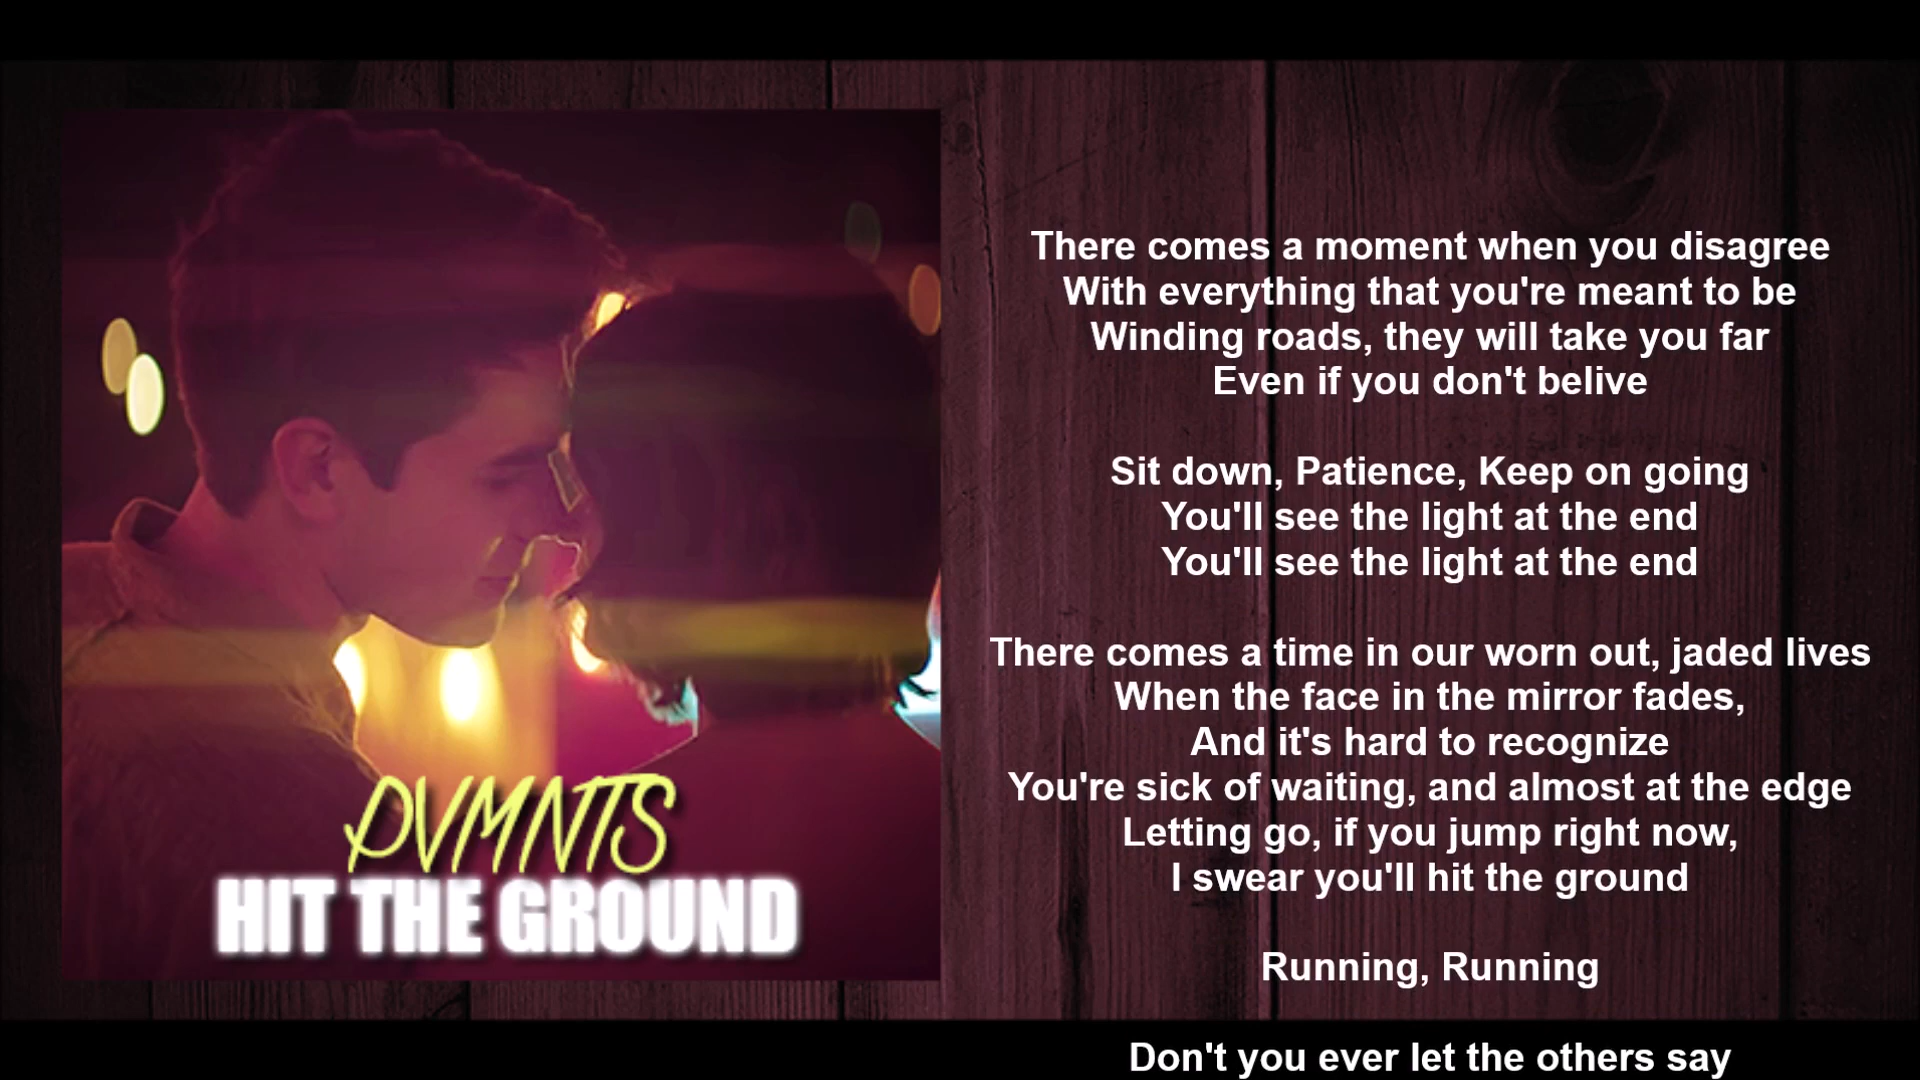 PVMNTS
HIT THE GROUND
There comes a moment when you disagree
With everything that you're meant to be
Winding roads, they will take you far
Even if you don't belive
Sit down, Patience, Keep on going
You'll see the light at the end
You'll see the light at the end
There comes a time in our worn out, jaded lives
When the face in the mirror fades,
And it's hard to recognize
You're sick of waiting, and almost at the edge
Letting go, if you jump right now,
I swear you'll hit the ground
Running, Running
Don't you ever let the others say